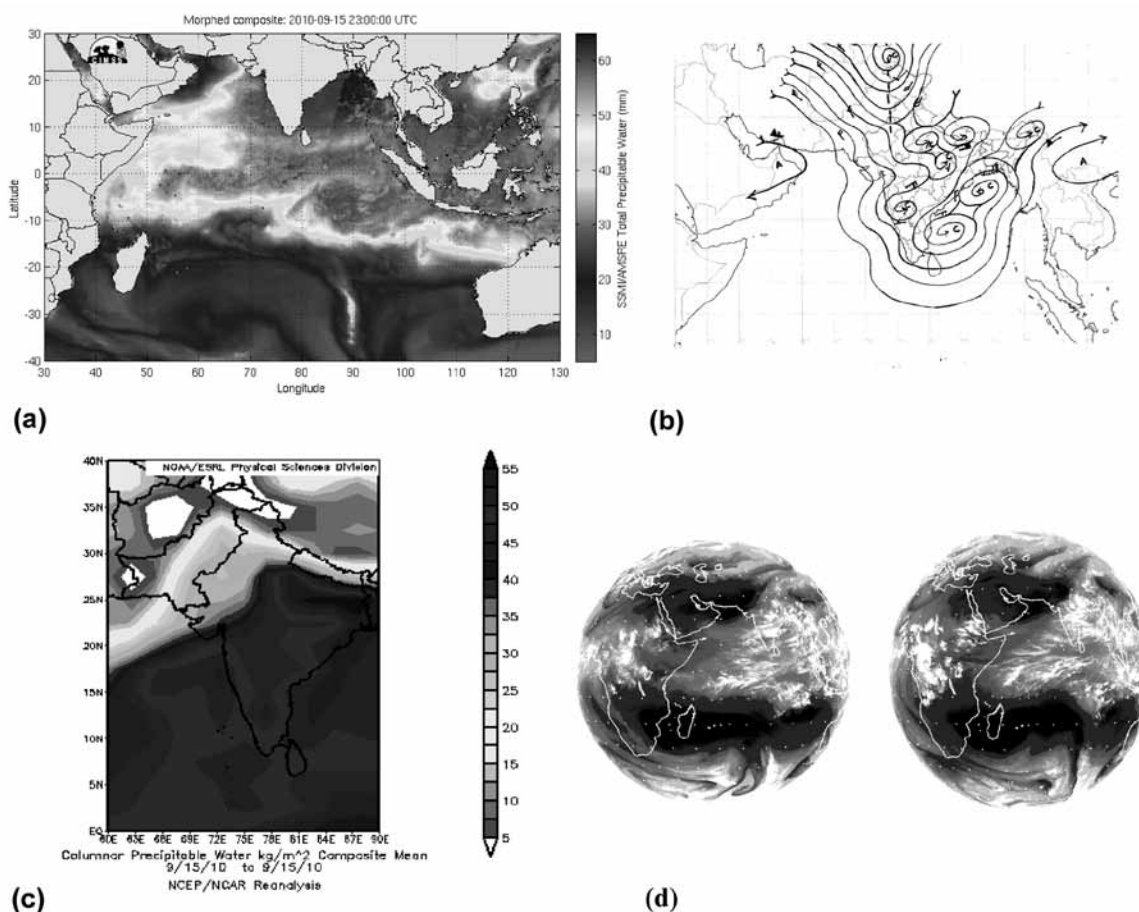 Morphed composite: 2010-09-15 23:00:00 UTC
30
20
10
0
-10
-20
-30
-40
Latitude
30 40 50 60 70 80 90 100 110 120 130
Longitude
60
50
40
30
20
10
SSMI/AMSRE Total Precipitable Water (mm)
(a)
A
A
C
C
C
(b)
NOAA/ESRL Physical Sciences Division
40N
35N
30N
25N
20N
15N
10N
5N
EQ
60E 63E 66E 69E 72E 75E 78E 81E 84E 87E 90E
Columnar Precipitable Water kg/m^2 Composite Mean
9/15/10 to 9/15/10
NCEP/NCAR Reanalysis
55
50
45
40
35
30
25
20
15
10
5
(c)
(d)